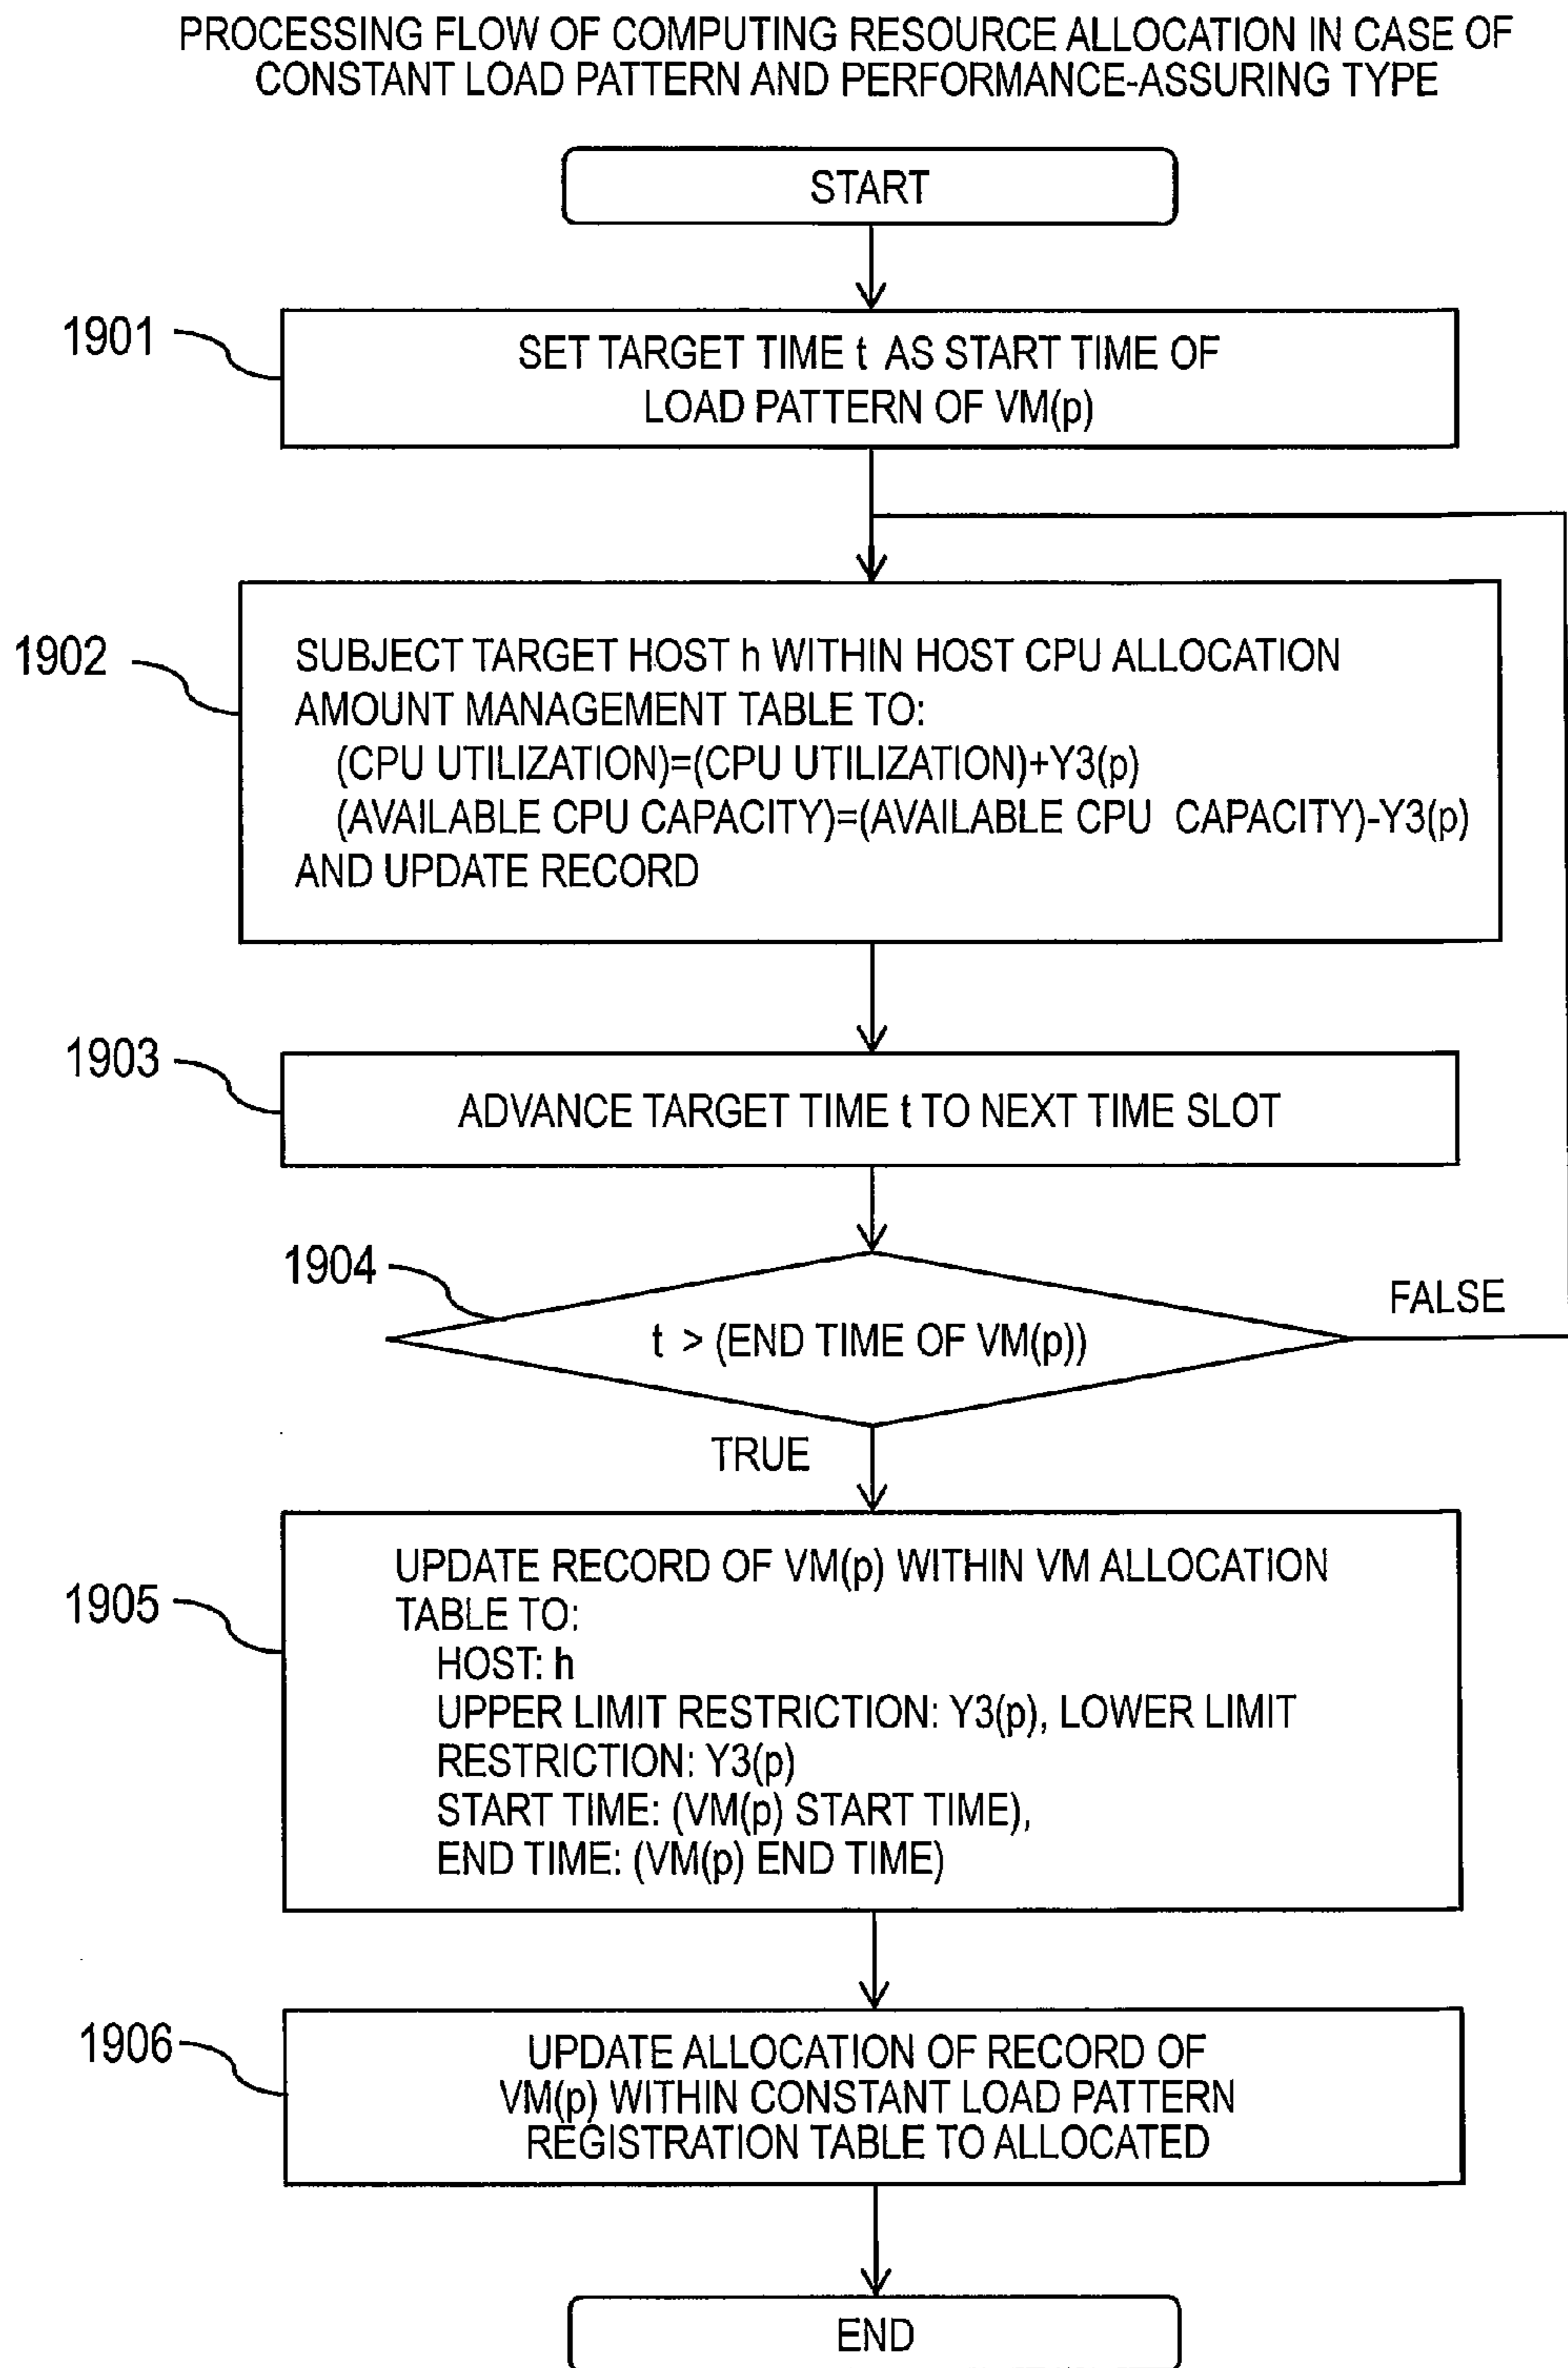 PROCESSING FLOW OF COMPUTING RESOURCE ALLOCATION IN CASE OF
CONSTANT LOAD PATTERN AND PERFORMANCE-ASSURING TYPE
START
1901
SET TARGET TIME t AS START TIME OF
LOAD PATTERN OF VM(p)
1902
SUBJECT TARGET HOST h WITHIN HOST CPU ALLOCATION
AMOUNT MANAGEMENT TABLE TO:
(CPU UTILIZATION)=(CPU UTILIZATION)+Y3(p)
(AVAILABLE CPU CAPACITY)=(AVAILABLE CPU CAPACITY)-Y3(p)
AND UPDATE RECORD
1903
ADVANCE TARGET TIME t TO NEXT TIME SLOT
1904
t > (END TIME OF VM(p))
FALSE
TRUE
1905
UPDATE RECORD OF VM(p) WITHIN VM ALLOCATION
TABLE TO:
HOST: h
UPPER LIMIT RESTRICTION: Y3(p), LOWER LIMIT
RESTRICTION: Y3(p)
START TIME: (VM(p) START TIME),
END TIME: (VM(p) END TIME)
1906
UPDATE ALLOCATION OF RECORD OF
VM(p) WITHIN CONSTANT LOAD PATTERN
REGISTRATION TABLE TO ALLOCATED
END